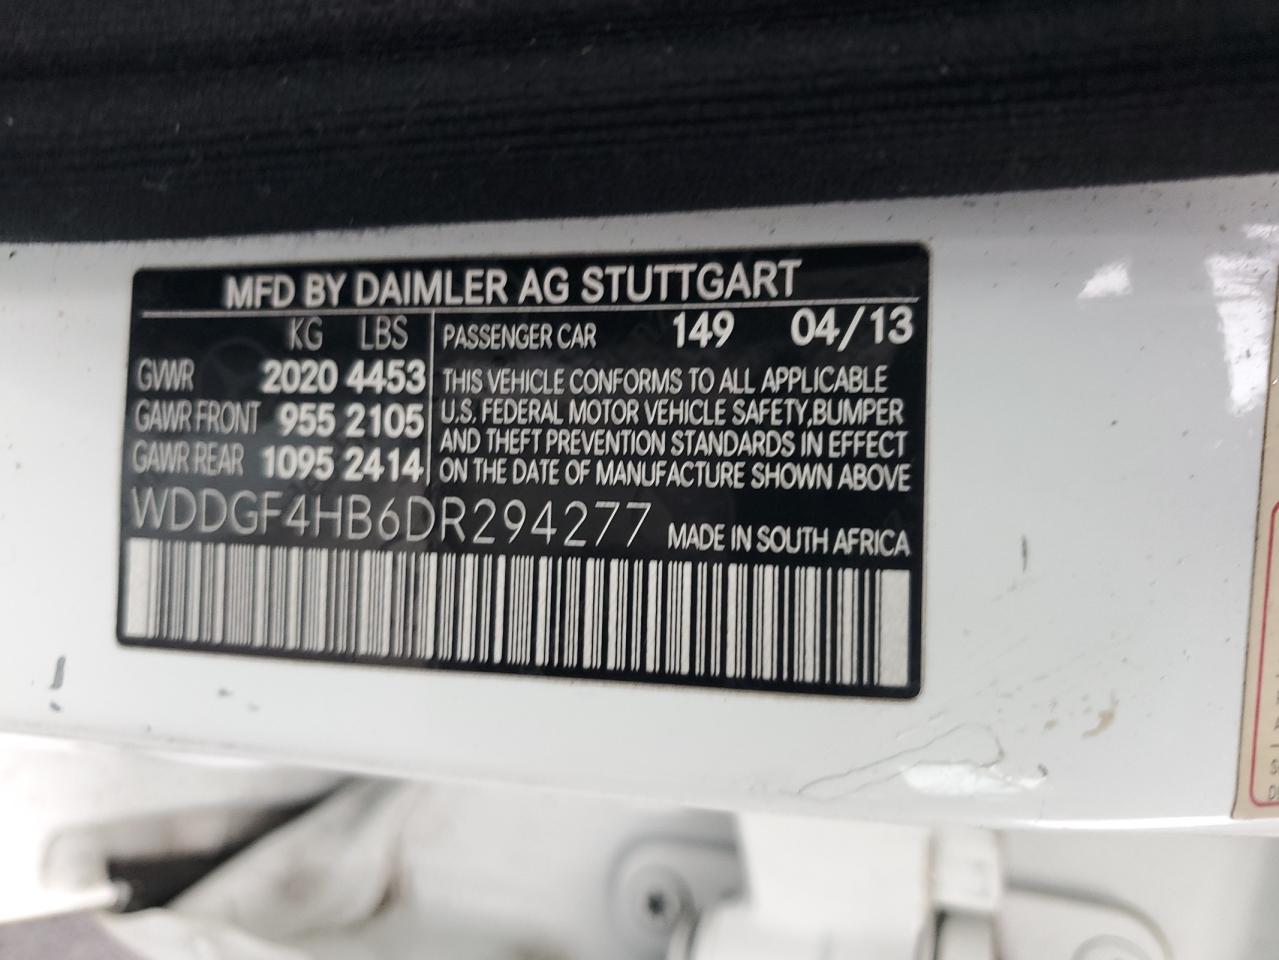 MFD BY DAIMLER AG STUTTGART
KG LBS
GVWR 2020 4453
GAWR FRONT 955 2105
GAWR REAR 1095 2414
PASSENGER CAR 149 04/13
THIS VEHICLE CONFORMS TO ALL APPLICABLE
U.S. FEDERAL MOTOR VEHICLE SAFETY,BUMPER
AND THEFT PREVENTION STANDARDS IN EFFECT
ON THE DATE OF MANUFACTURE SHOWN ABOVE
WDDGF4HB6DR294277 MADE IN SOUTH AFRICA